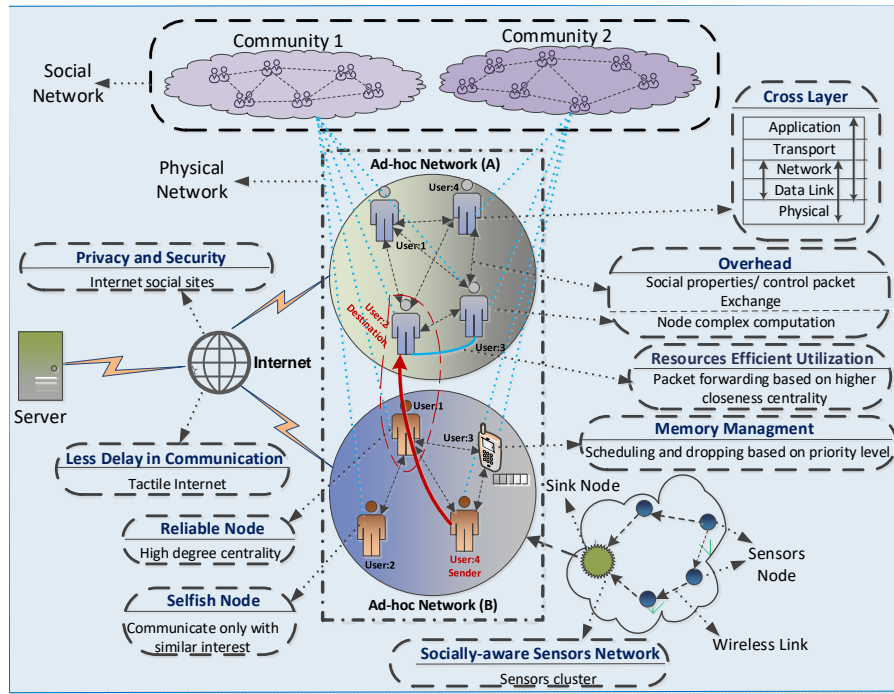 Community 1
Community 2
Social
Network
Cross Layer
Application
Transport
Network
Data Link
Physical
Physical
Network
Ad-hoc Network (A)
User:4
User:1
User:2
Destination
User:3
Privacy and Security
Internet social sites
Overhead
Social properties/ control packet
Exchange
Node complex computation
Internet
Server
Resources Efficient Utilization
Packet forwarding based on higher
closeness centrality
User:1
User:3
Memory Managment
Scheduling and dropping based on priority level
Less Delay in Communication
Tactile Internet
Sink Node
Reliable Node
High degree centrality
Sensors
Node
User:2
User:4
Sender
Selfish Node
Communicate only with
similar interest
Ad-hoc Network (B)
Wireless Link
Socially-aware Sensors Network
Sensors cluster